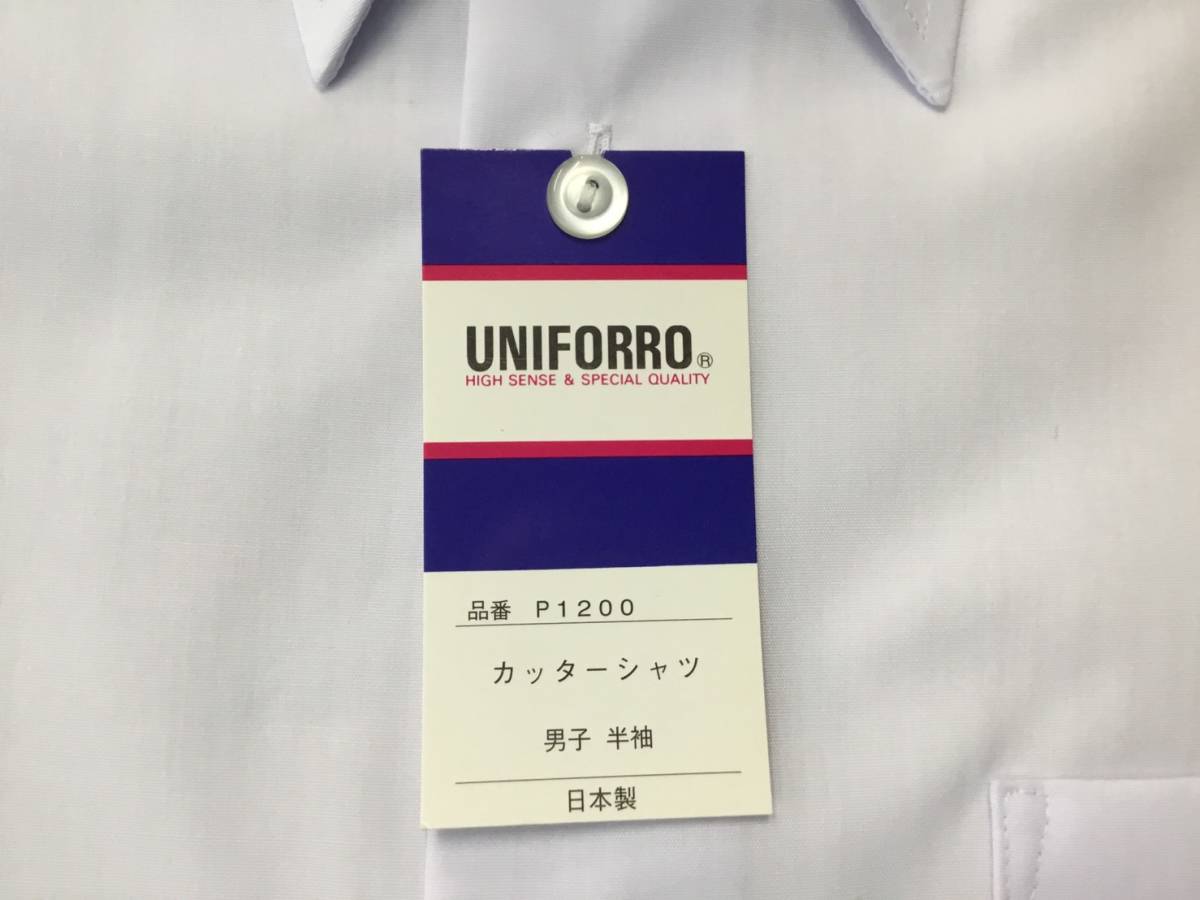 UNIFORRO®
HIGH SENSE & SPECIAL QUALITY
品番 P1200
カッターシャツ
男子 半袖
日本製